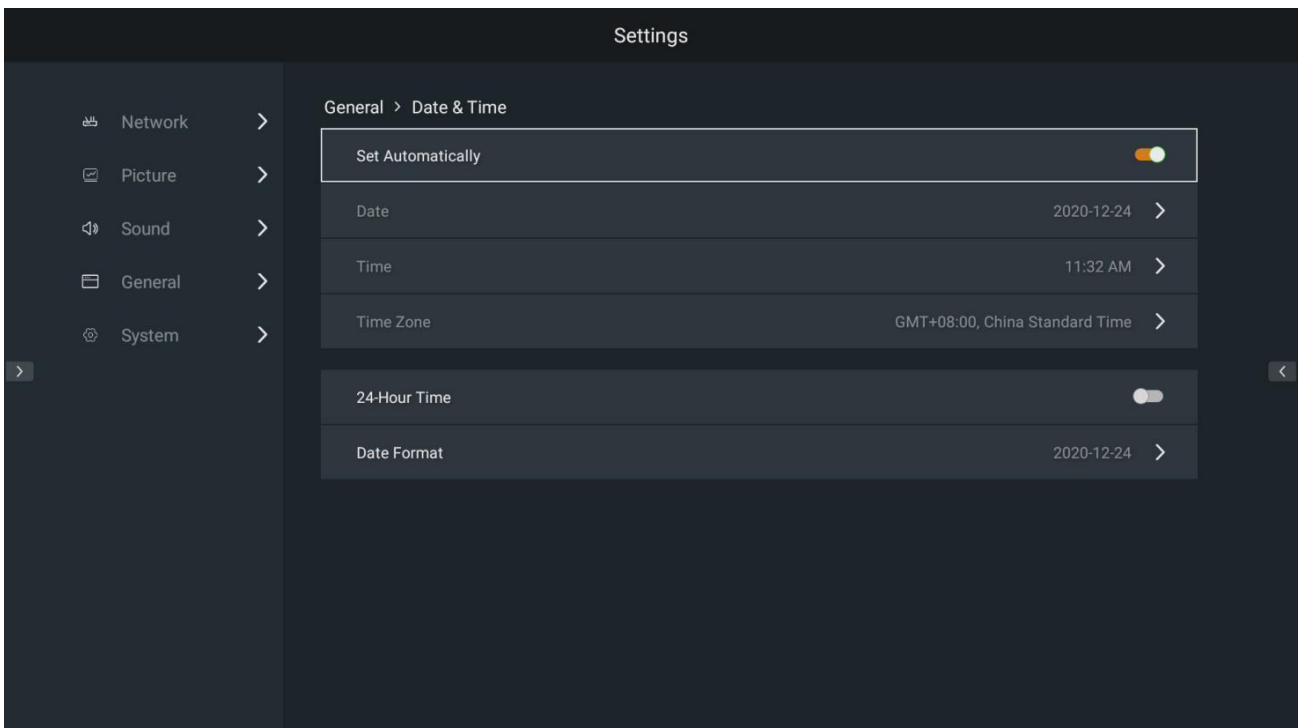 Settings
Network
Picture
Sound
General
System
General > Date & Time
Set Automatically
Date 2020-12-24
Time 11:32 AM
Time Zone GMT+08:00, China Standard Time
24-Hour Time
Date Format 2020-12-24